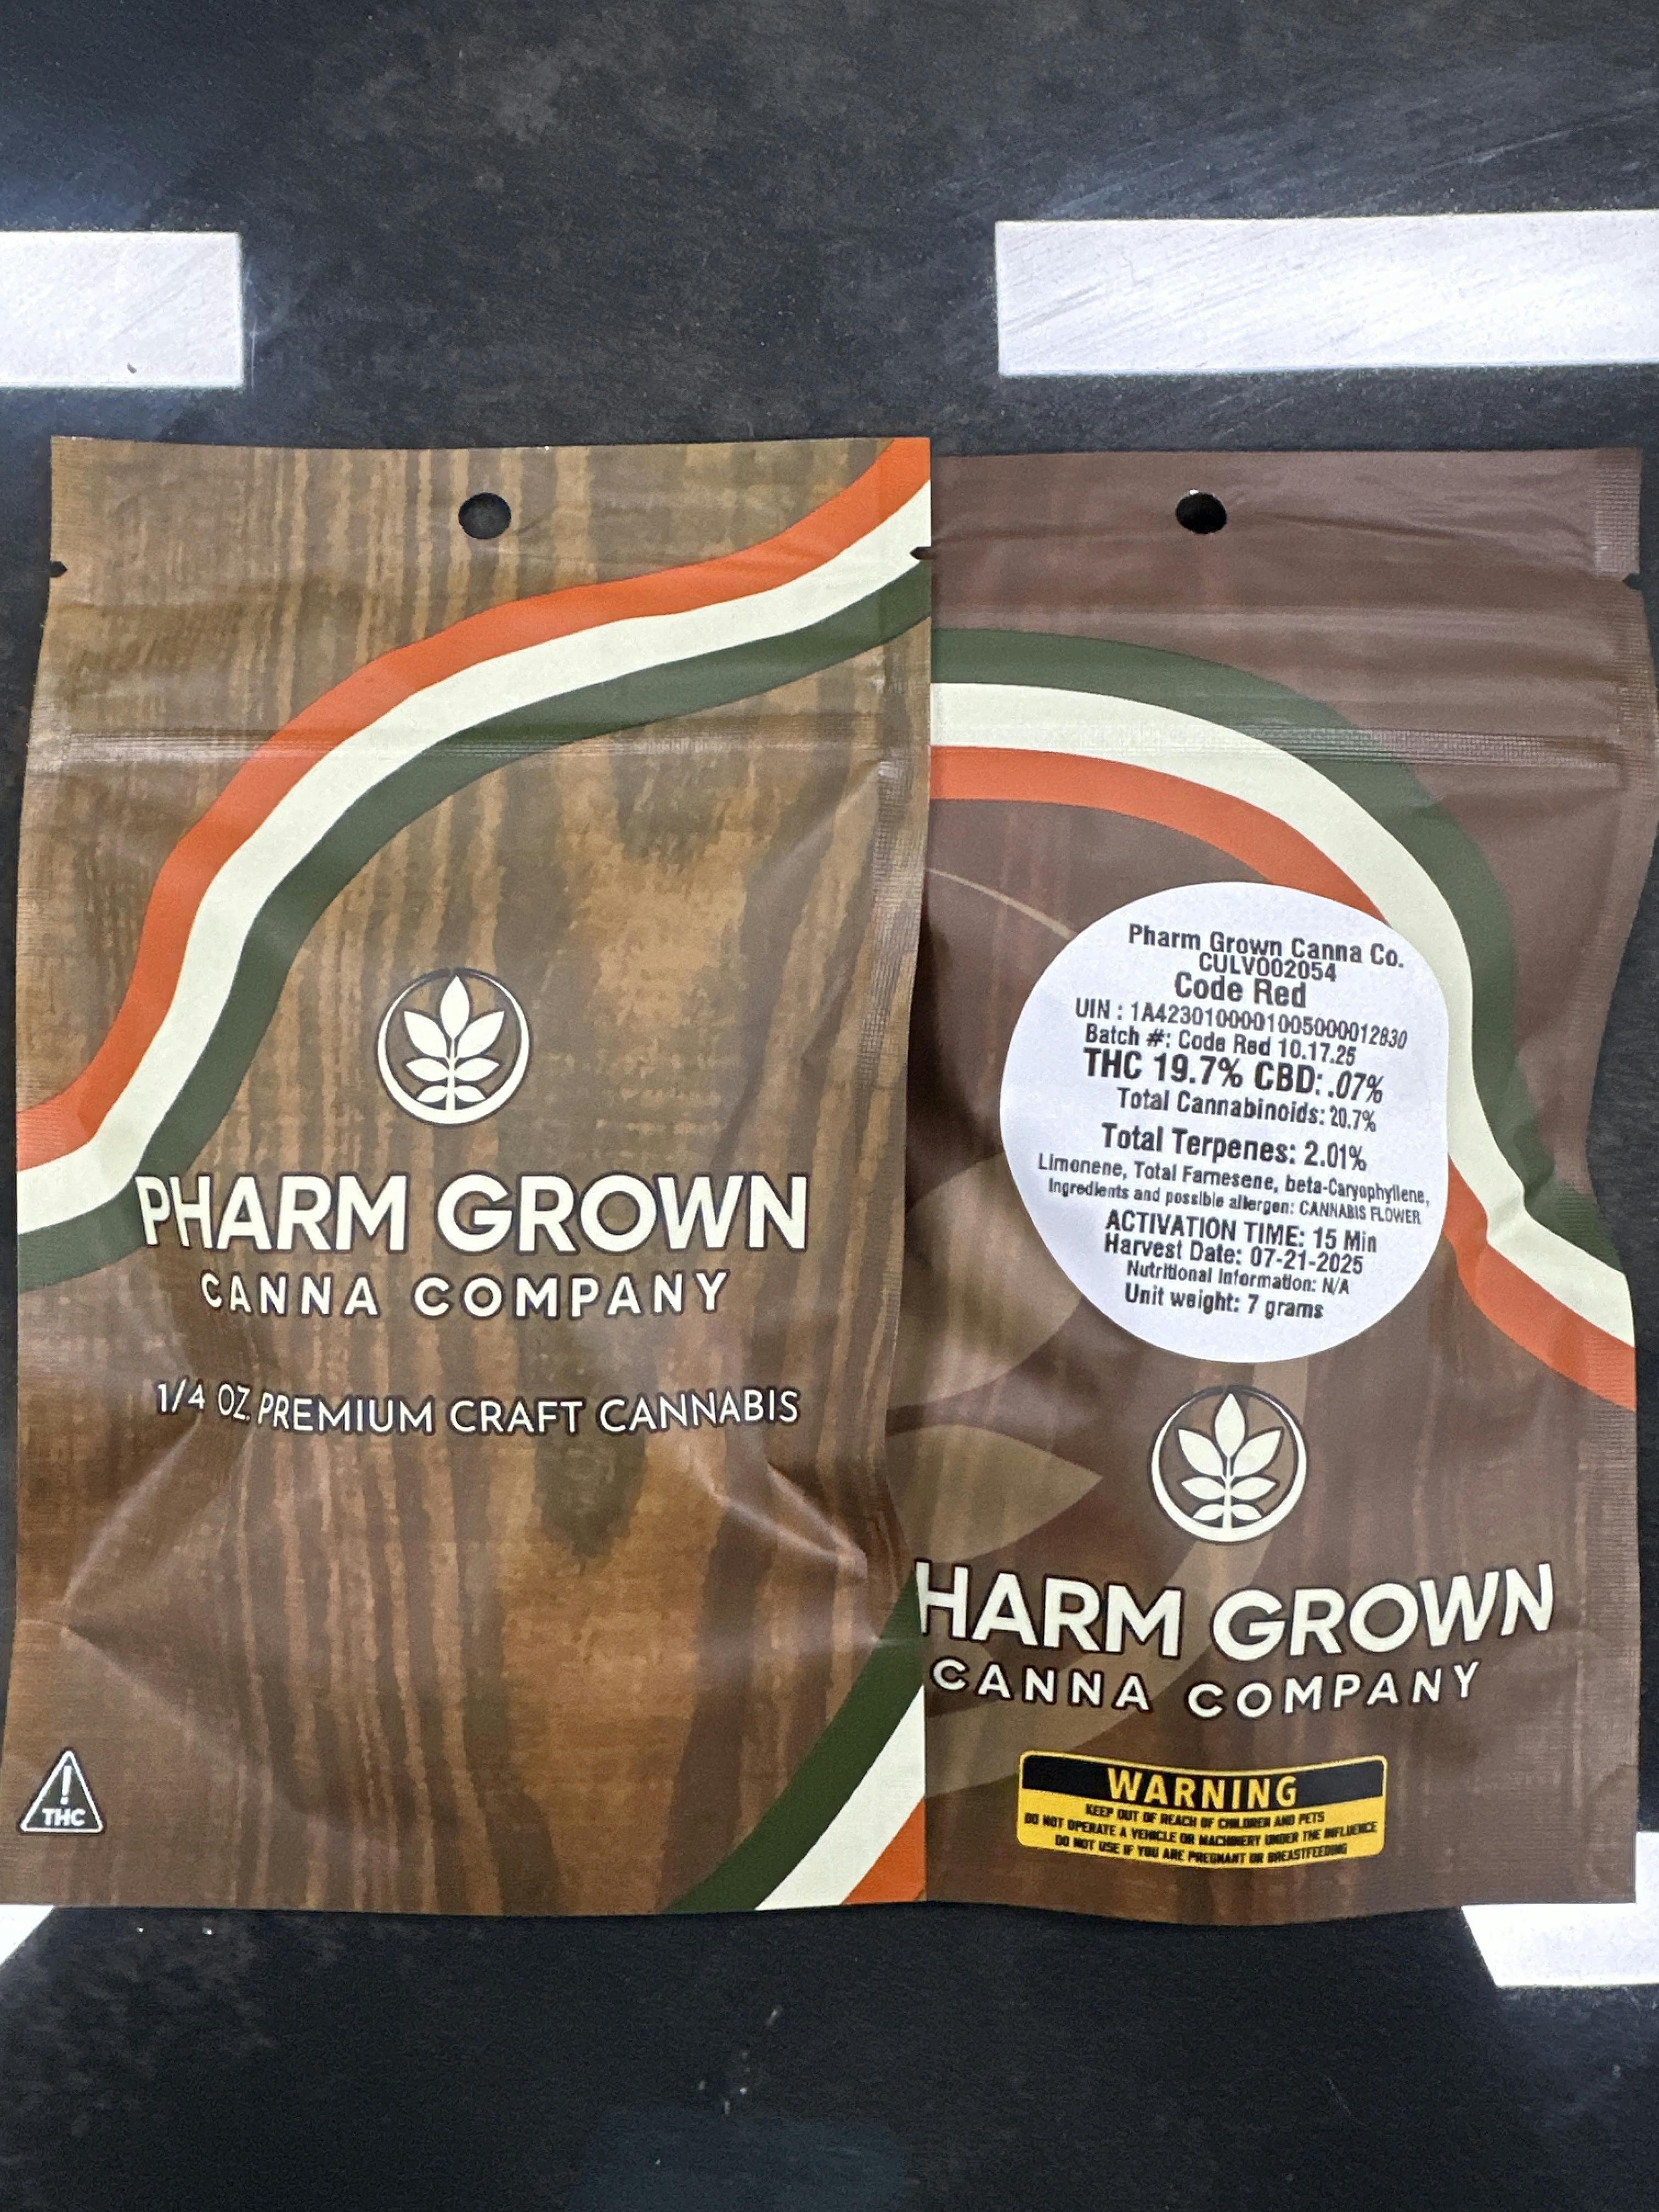 PHARM GROWN
CANNA COMPANY
1/4 OZ. PREMIUM CRAFT CANNABIS
!
THC
Pharm Grown Canna Co.
CULV002054
Code Red
UIN : 1A4230100001005000012830
Batch #: Code Red 10.17.25
THC 19.7% CBD: .07%
Total Cannabinoids: 20.7%
Total Terpenes: 2.01%
Limonene, Total Farnesene, beta-Caryophyllene,
Ingredients and possible allergen: CANNABIS FLOWER
ACTIVATION TIME: 15 Min
Harvest Date: 07-21-2025
Nutritional Information: N/A
Unit weight: 7 grams
HARM GROWN
CANNA COMPANY
WARNING
KEEP OUT OF REACH OF CHILDREN AND PETS
DO NOT OPERATE A VEHICLE OR MACHINERY UNDER THE INFLUENCE
DO NOT USE IF YOU ARE PREGNANT OR BREASTFEEDING